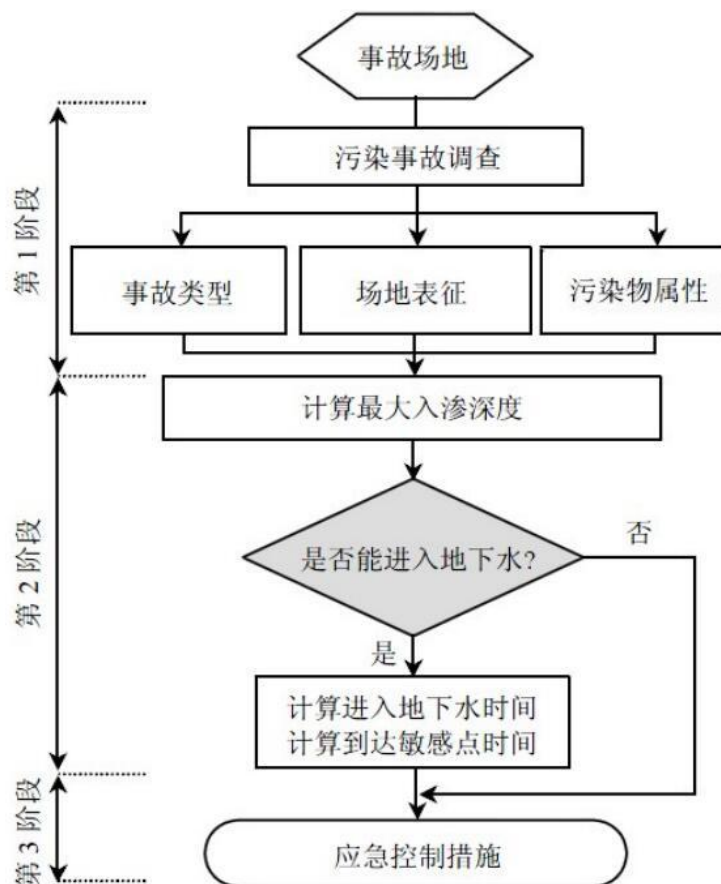 事故场地
第1阶段
污染事故调查
事故类型
场地表征
污染物属性
第2阶段
计算最大入渗深度
是否能进入地下水?
否
是
计算进入地下水时间
计算到达敏感点时间
第3阶段
应急控制措施